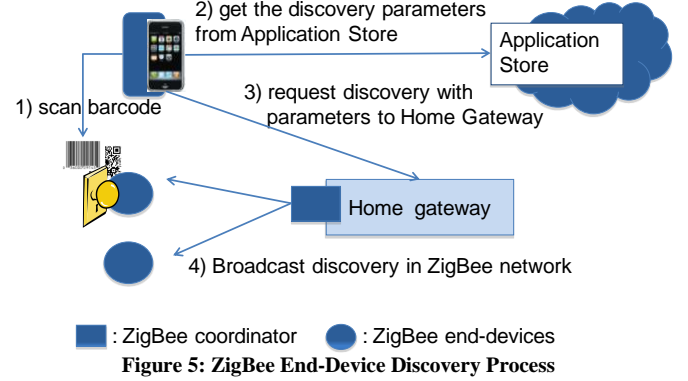 2) get the discovery parameters
from Application Store
Application
Store
1) scan barcode
3) request discovery with
parameters to Home Gateway
Home gateway
4) Broadcast discovery in ZigBee network
: ZigBee coordinator
: ZigBee end-devices
Figure 5: ZigBee End-Device Discovery Process